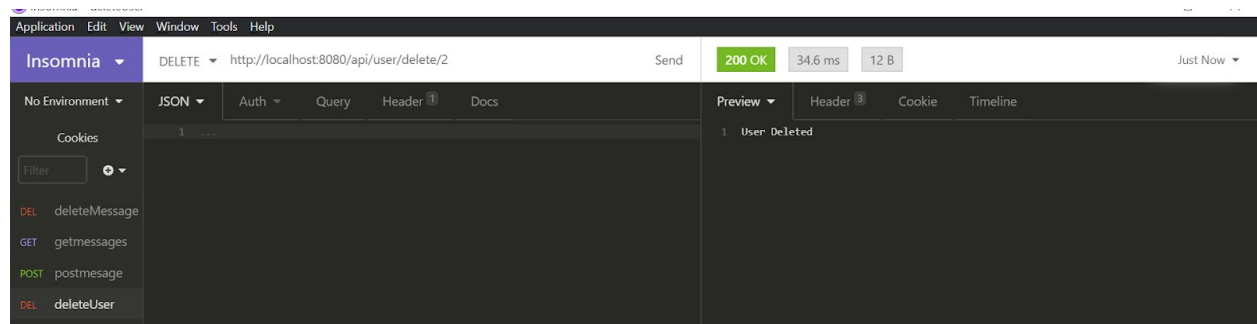 Application Edit View Window Tools Help
Insomnia
DELETE http://localhost:8080/api/user/delete/2 Send
200 OK 34.6 ms 12 B Just Now
No Environment
JSON Auth Query Header 1 Docs
Preview Header 3 Cookie Timeline
Cookies
1 ...
1 User Deleted
Filter
DEL deleteMessage
GET getmessages
POST postmesage
DEL deleteUser